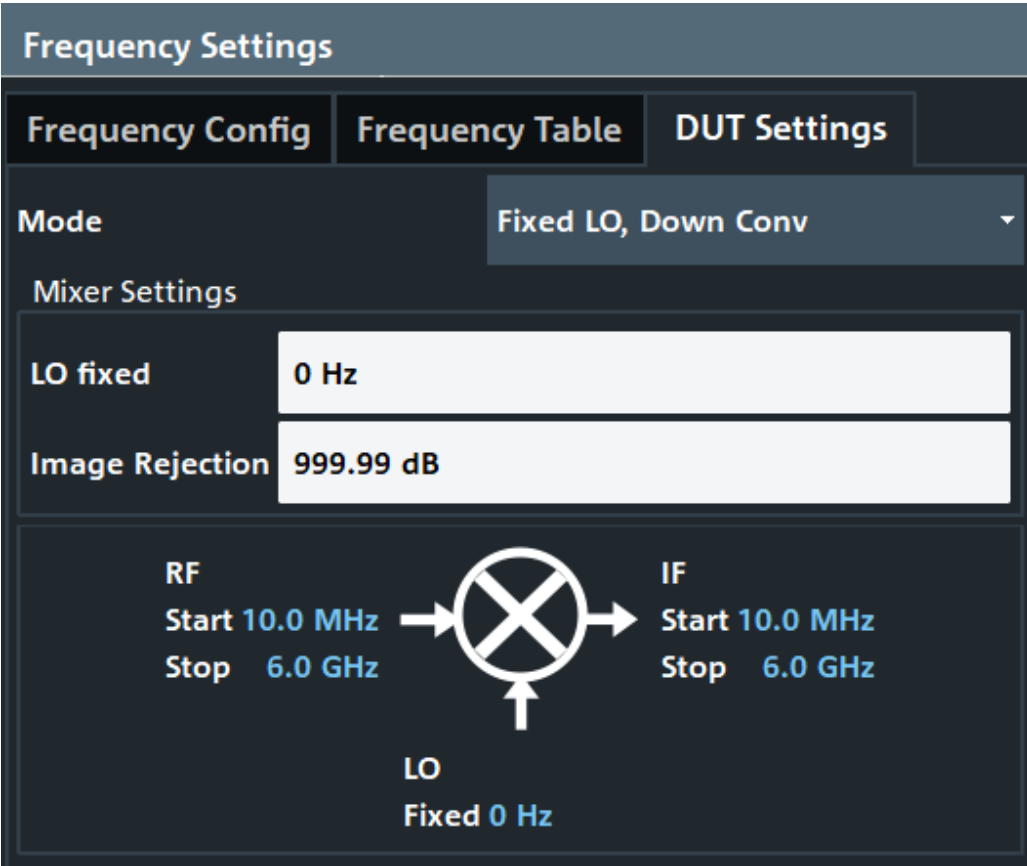 Frequency Settings
Frequency Config Frequency Table DUT Settings
Mode Fixed LO, Down Conv
Mixer Settings
LO fixed 0 Hz
Image Rejection 999.99 dB
RF IF
Start 10.0 MHz Start 10.0 MHz
Stop 6.0 GHz Stop 6.0 GHz
LO
Fixed 0 Hz